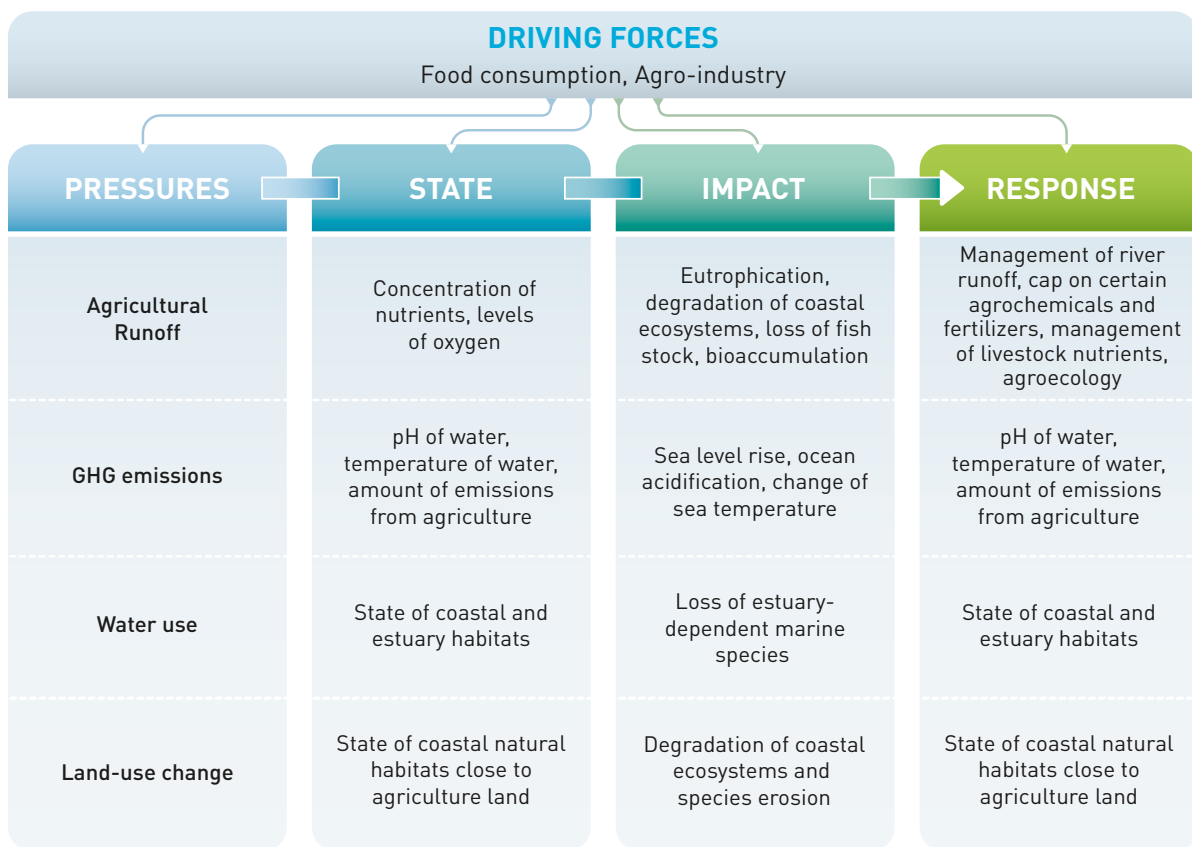 DRIVING FORCES
Food consumption, Agro-industry
PRESSURES
STATE
IMPACT
RESPONSE
Agricultural
Runoff
Concentration of
nutrients, levels
of oxygen
Eutrophication,
degradation of coastal
ecosystems, loss of fish
stock, bioaccumulation
Management of river
runoff, cap on certain
agrochemicals and
fertilizers, management
of livestock nutrients,
agroecology
GHG emissions
pH of water,
temperature of water,
amount of emissions
from agriculture
Sea level rise, ocean
acidification, change of
sea temperature
pH of water,
temperature of water,
amount of emissions
from agriculture
Water use
State of coastal and
estuary habitats
Loss of estuary-
dependent marine
species
State of coastal and
estuary habitats
Land-use change
State of coastal natural
habitats close to
agriculture land
Degradation of coastal
ecosystems and
species erosion
State of coastal natural
habitats close to
agriculture land